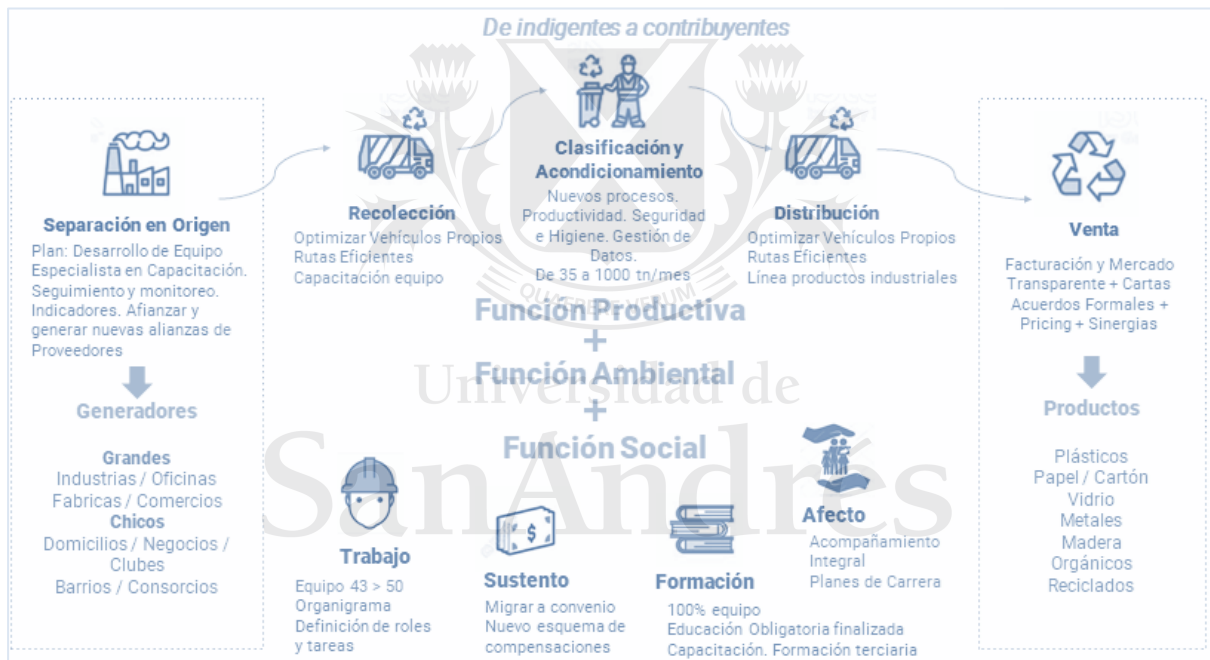 De indigentes a contribuyentes
Separación en Origen
Plan: Desarrollo de Equipo
Especialista en Capacitación.
Seguimiento y monitoreo.
Indicadores. Afianzar y
generar nuevas alianzas de
Proveedores
Generadores
Grandes
Industrias / Oficinas
Fabricas / Comercios
Chicos
Domicilios / Negocios /
Clubes
Barrios / Consorcios
Recolección
Optimizar Vehículos Propios
Rutas Eficientes
Capacitación equipo
Clasificación y
Acondicionamiento
Nuevos procesos.
Productividad. Seguridad
e Higiene. Gestión de
Datos.
De 35 a 1000 tn/mes
Distribución
Optimizar Vehículos Propios
Rutas Eficientes
Línea productos industriales
Venta
Facturación y Mercado
Transparente + Cartas
Acuerdos Formales +
Pricing + Sinergias
Productos
Plásticos
Papel / Cartón
Vidrio
Metales
Madera
Orgánicos
Reciclados
QUAERERE VERUM
Función Productiva
+
Función Ambiental
+
Función Social
Universidad de
SanAndrés
Trabajo
Equipo 43 > 50
Organigrama
Definición de roles
y tareas
$
Sustento
Migrar a convenio
Nuevo esquema de
compensaciones
Formación
100% equipo
Educación Obligatoria finalizada
Capacitación. Formación terciaria
Afecto
Acompañamiento
Integral
Planes de Carrera